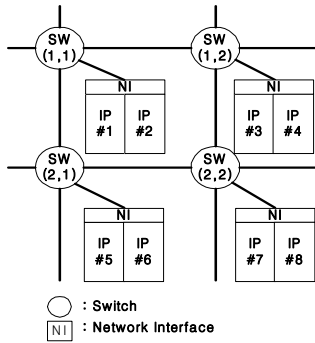 SW
(1,1)
SW
(1,2)
NI
IP
#1
IP
#2
NI
IP
#3
IP
#4
SW
(2,1)
SW
(2,2)
NI
IP
#5
IP
#6
NI
IP
#7
IP
#8
: Switch
NI : Network Interface